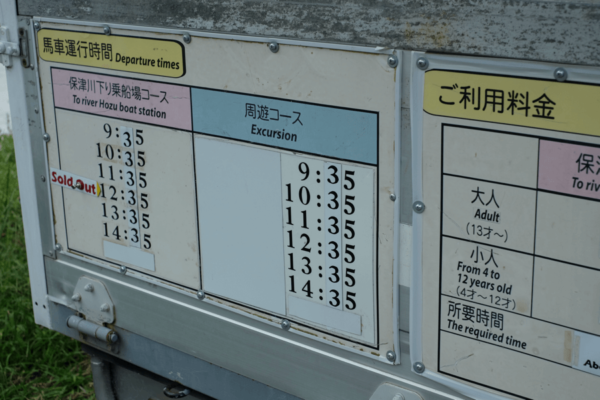 馬車運行時間 Departure times
保津川下り乗船場コース
To river Hozu boat station
9:35
10:35
11:35
Sold Out 12:35
13:35
14:35
周遊コース
Excursion
9:35
10:35
11:35
12:35
13:35
14:35
ご利用料金
保
To riv
大人
Adult
(13才~)
小人
From 4 to
12 years old
(4才~12才)
所要時間
The required time
Ab